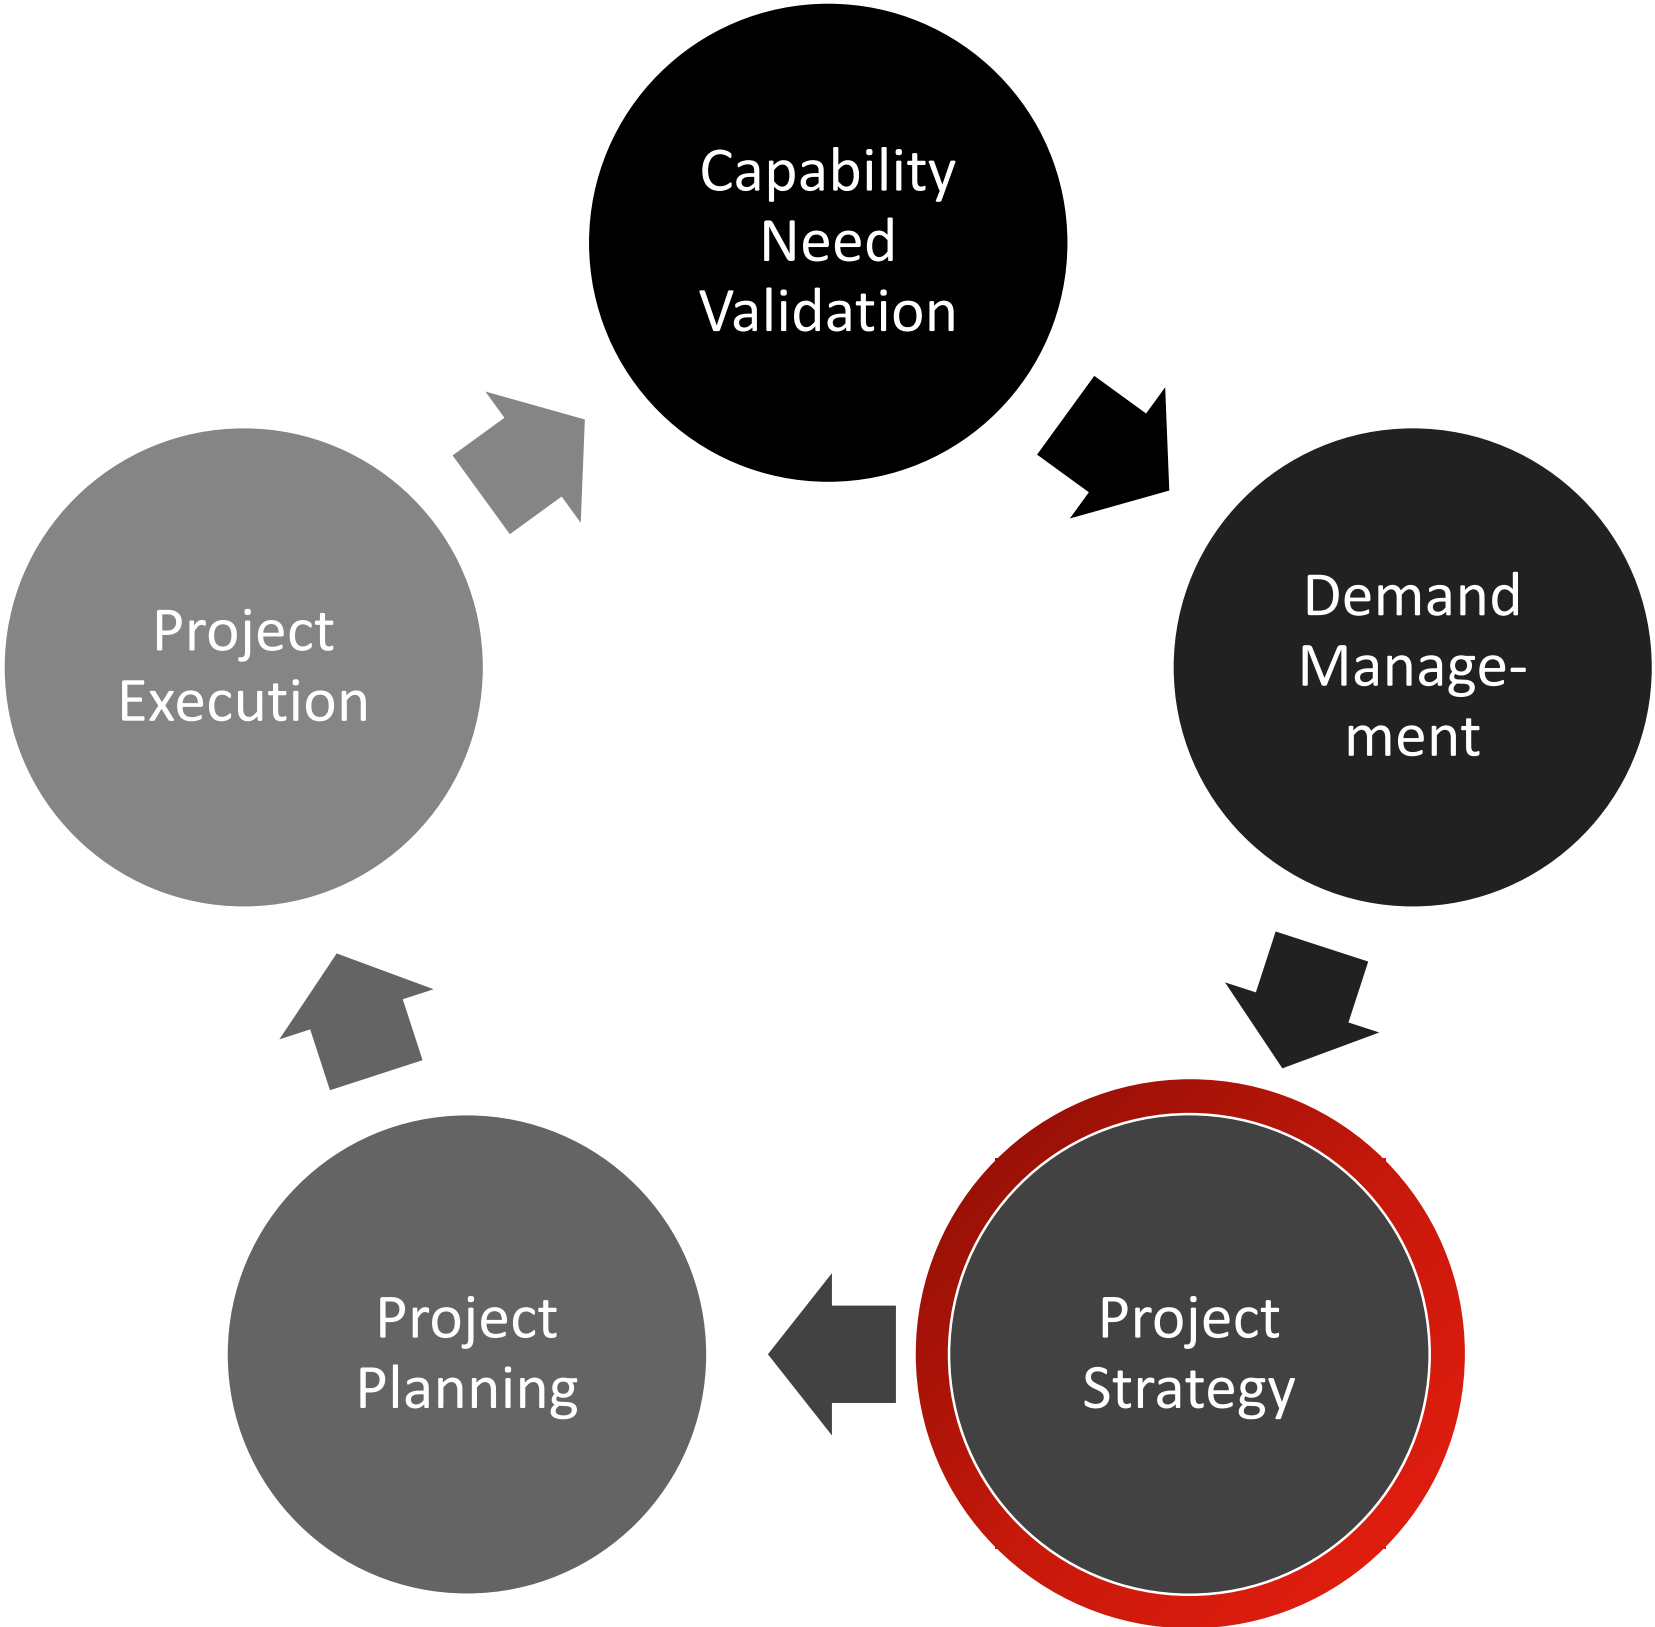 Capability
Need
Validation
Demand
Manage-
ment
Project
Strategy
Project
Planning
Project
Execution